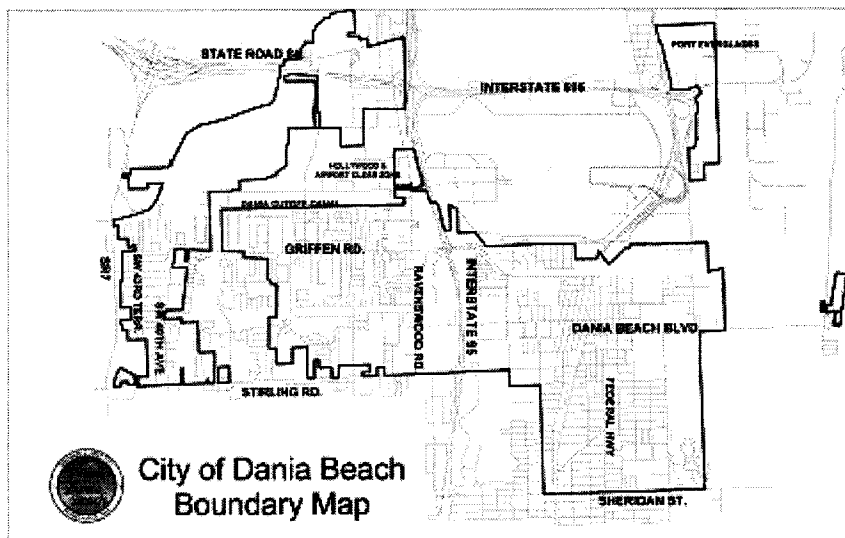 STATE ROAD 84
PORT EVERGLADES
INTERSTATE 595
HOLLYWOOD &
AIRPORT CLEAR ZONE
DANIA CUTOFF CANAL
GRIFFEN RD.
SR7
SW 43RD TERR.
SW 40TH AVE
RAVENSWOOD RD.
INTERSTATE 95
DANIA BEACH BLVD
FEDERAL HWY
STIRLING RD.
SHERIDAN ST.
City of Dania Beach
Boundary Map